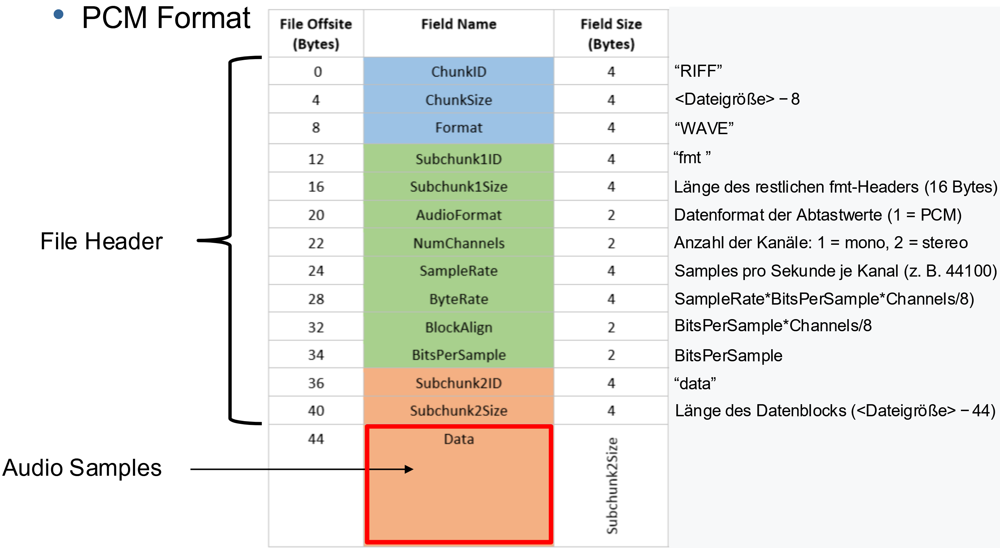 • PCM Format
File Offsite (Bytes) Field Name Field Size (Bytes)
0 ChunkID 4 “RIFF”
4 ChunkSize 4 <Dateigröße> – 8
8 Format 4 “WAVE”
12 Subchunk1ID 4 “fmt ”
16 Subchunk1Size 4 Länge des restlichen fmt-Headers (16 Bytes)
20 AudioFormat 2 Datenformat der Abtastwerte (1 = PCM)
File Header
22 NumChannels 2 Anzahl der Kanäle: 1 = mono, 2 = stereo
24 SampleRate 4 Samples pro Sekunde je Kanal (z. B. 44100)
28 ByteRate 4 SampleRate*BitsPerSample*Channels/8)
32 BlockAlign 2 BitsPerSample*Channels/8
34 BitsPerSample 2 BitsPerSample
36 Subchunk2ID 4 “data”
40 Subchunk2Size 4 Länge des Datenblocks (<Dateigröße> – 44)
44 Data Subchunk2Size
Audio Samples